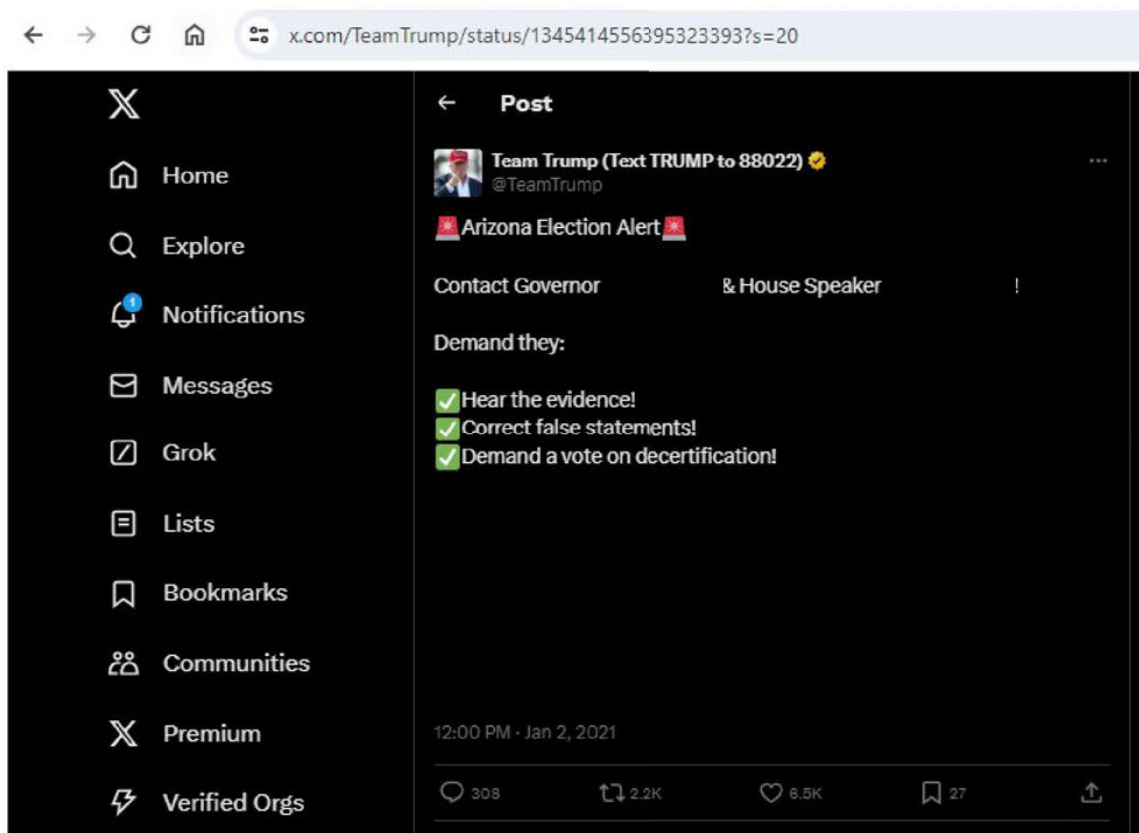 x.com/TeamTrump/status/1345414556395323393?s=20
Post
Home
Team Trump (Text TRUMP to 88022)
@TeamTrump
🚨Arizona Election Alert🚨
Explore
Contact Governor & House Speaker !
1
Notifications
Demand they:
Messages
✅Hear the evidence!
✅Correct false statements!
✅Demand a vote on decertification!
Grok
Lists
Bookmarks
Communities
Premium
12:00 PM · Jan 2, 2021
Verified Orgs
308 2.2K 6.5K 27